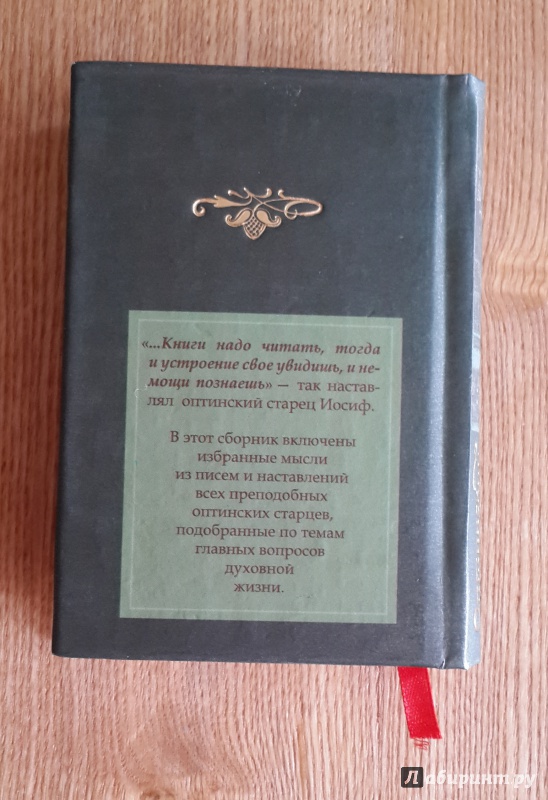 «...Книги надо читать, тогда
и устроение свое увидишь, и не-
мощи познаешь» — так настав-
лял оптинский старец Иосиф.
В этот сборник включены
избранные мысли
из писем и наставлений
всех преподобных
оптинских старцев,
подобранные по темам
главных вопросов
духовной
жизни.
Лабиринт.ру